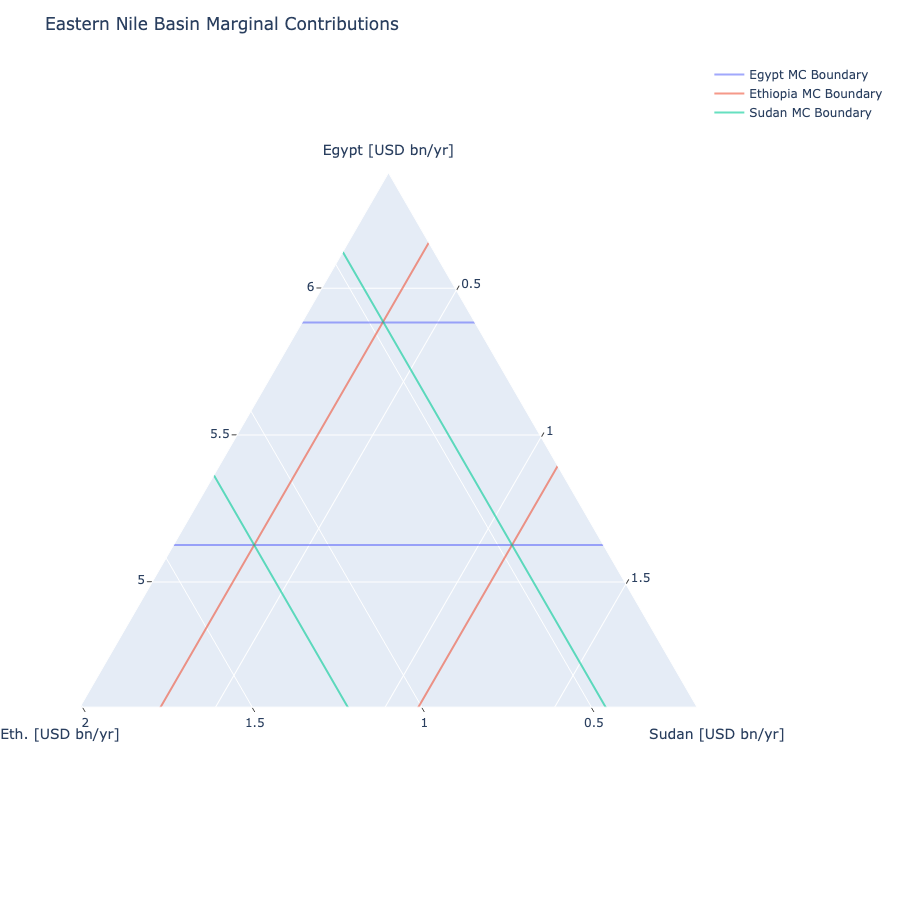 Eastern Nile Basin Marginal Contributions
Egypt MC Boundary
Ethiopia MC Boundary
Sudan MC Boundary
Egypt [USD bn/yr]
6
0.5
5.5
1
5
1.5
2
1.5
1
0.5
Eth. [USD bn/yr]
Sudan [USD bn/yr]